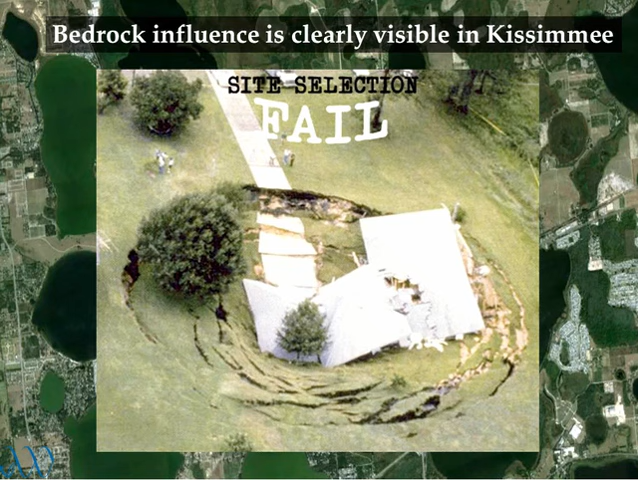 Bedrock influence is clearly visible in Kissimmee
SITE SELECTION
FAIL